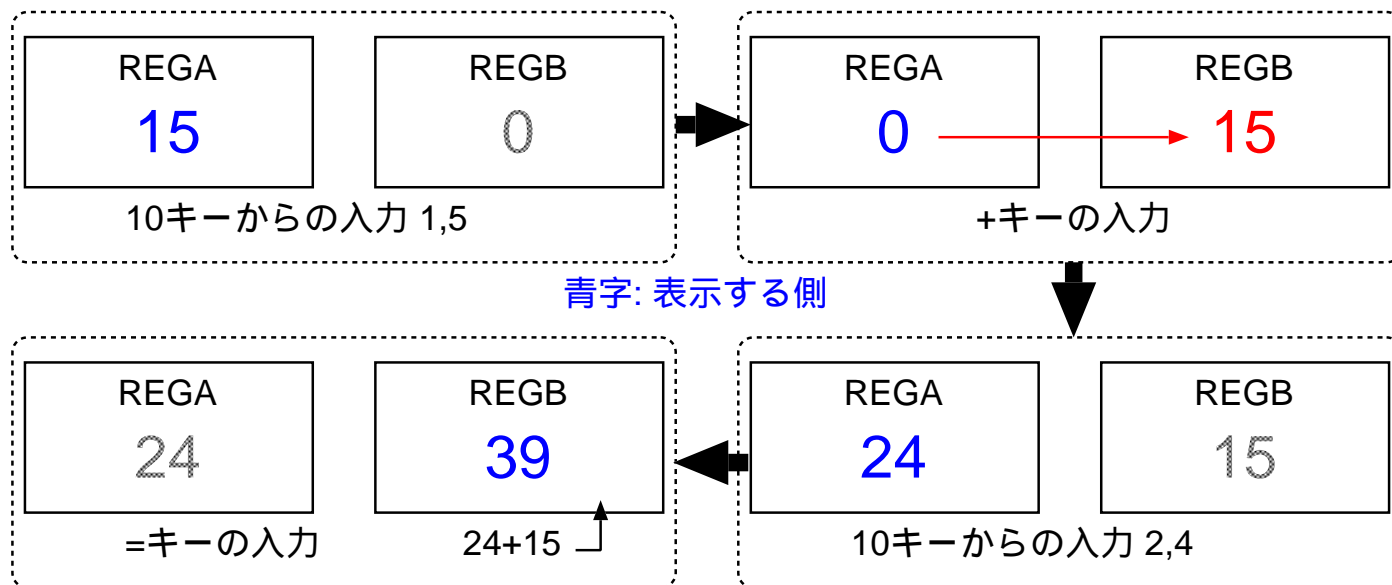 REGA
15
REGB
0
10キーからの入力 1,5
REGA
0
REGB
15
+キーの入力
青字: 表示する側
REGA
24
REGB
39
=キーの入力
24+15
REGA
24
REGB
15
10キーからの入力 2,4